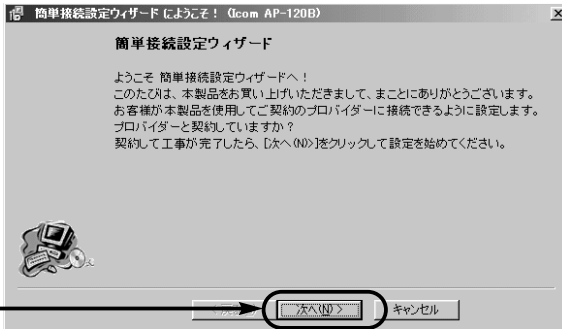 簡単接続設定ウィザード にようこそ！ (Icom AP-120B)
簡単接続設定ウィザード
ようこそ 簡単接続設定ウィザードへ！
このたびは、本製品をお買い上げいただきまして、まことにありがとうございます。
お客様が本製品を使用してご契約のプロバイダーに接続できるように設定します。
プロバイダーと契約していますか？
契約して工事が完了したら、[次へ(N)>]をクリックして設定を始めてください。
次へ(N) >
キャンセル